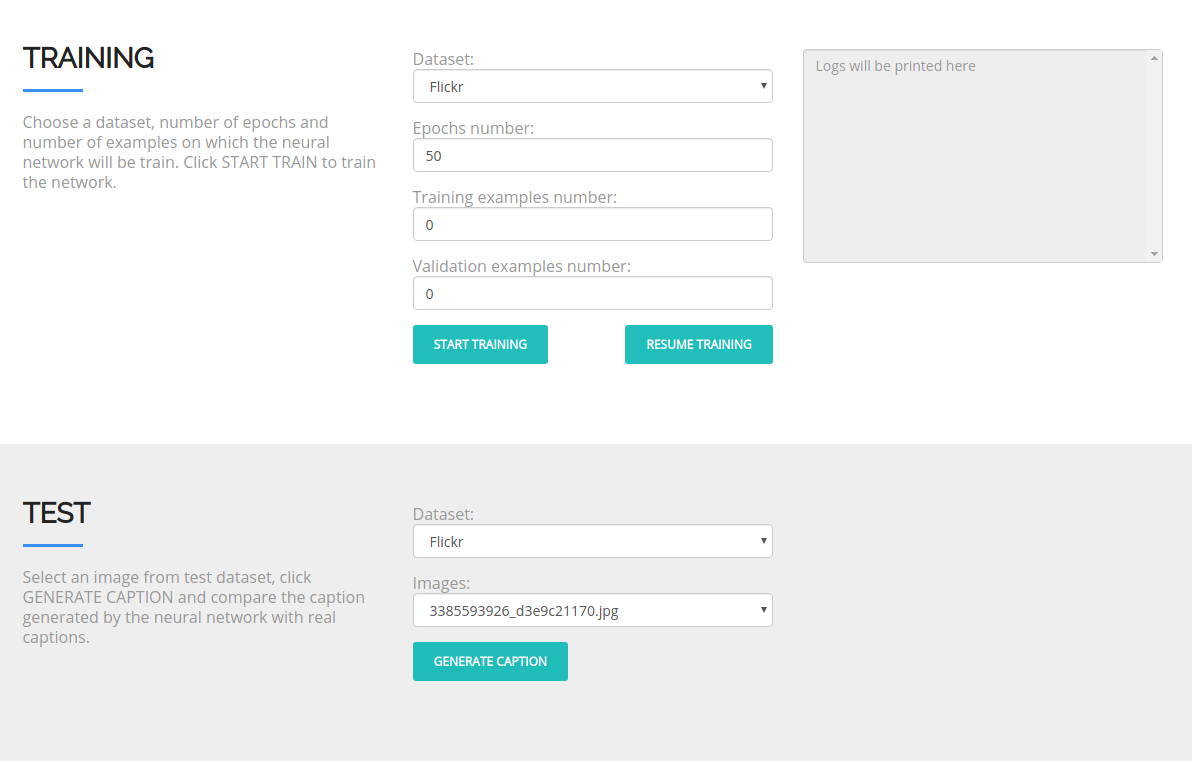 TRAINING
Choose a dataset, number of epochs and
number of examples on which the neural
network will be train. Click START TRAIN to train
the network.
Dataset:
Flickr
Epochs number:
50
Training examples number:
0
Validation examples number:
0
START TRAINING
RESUME TRAINING
Logs will be printed here
TEST
Select an image from test dataset, click
GENERATE CAPTION and compare the caption
generated by the neural network with real
captions.
Dataset:
Flickr
Images:
3385593926_d3e9c21170.jpg
GENERATE CAPTION